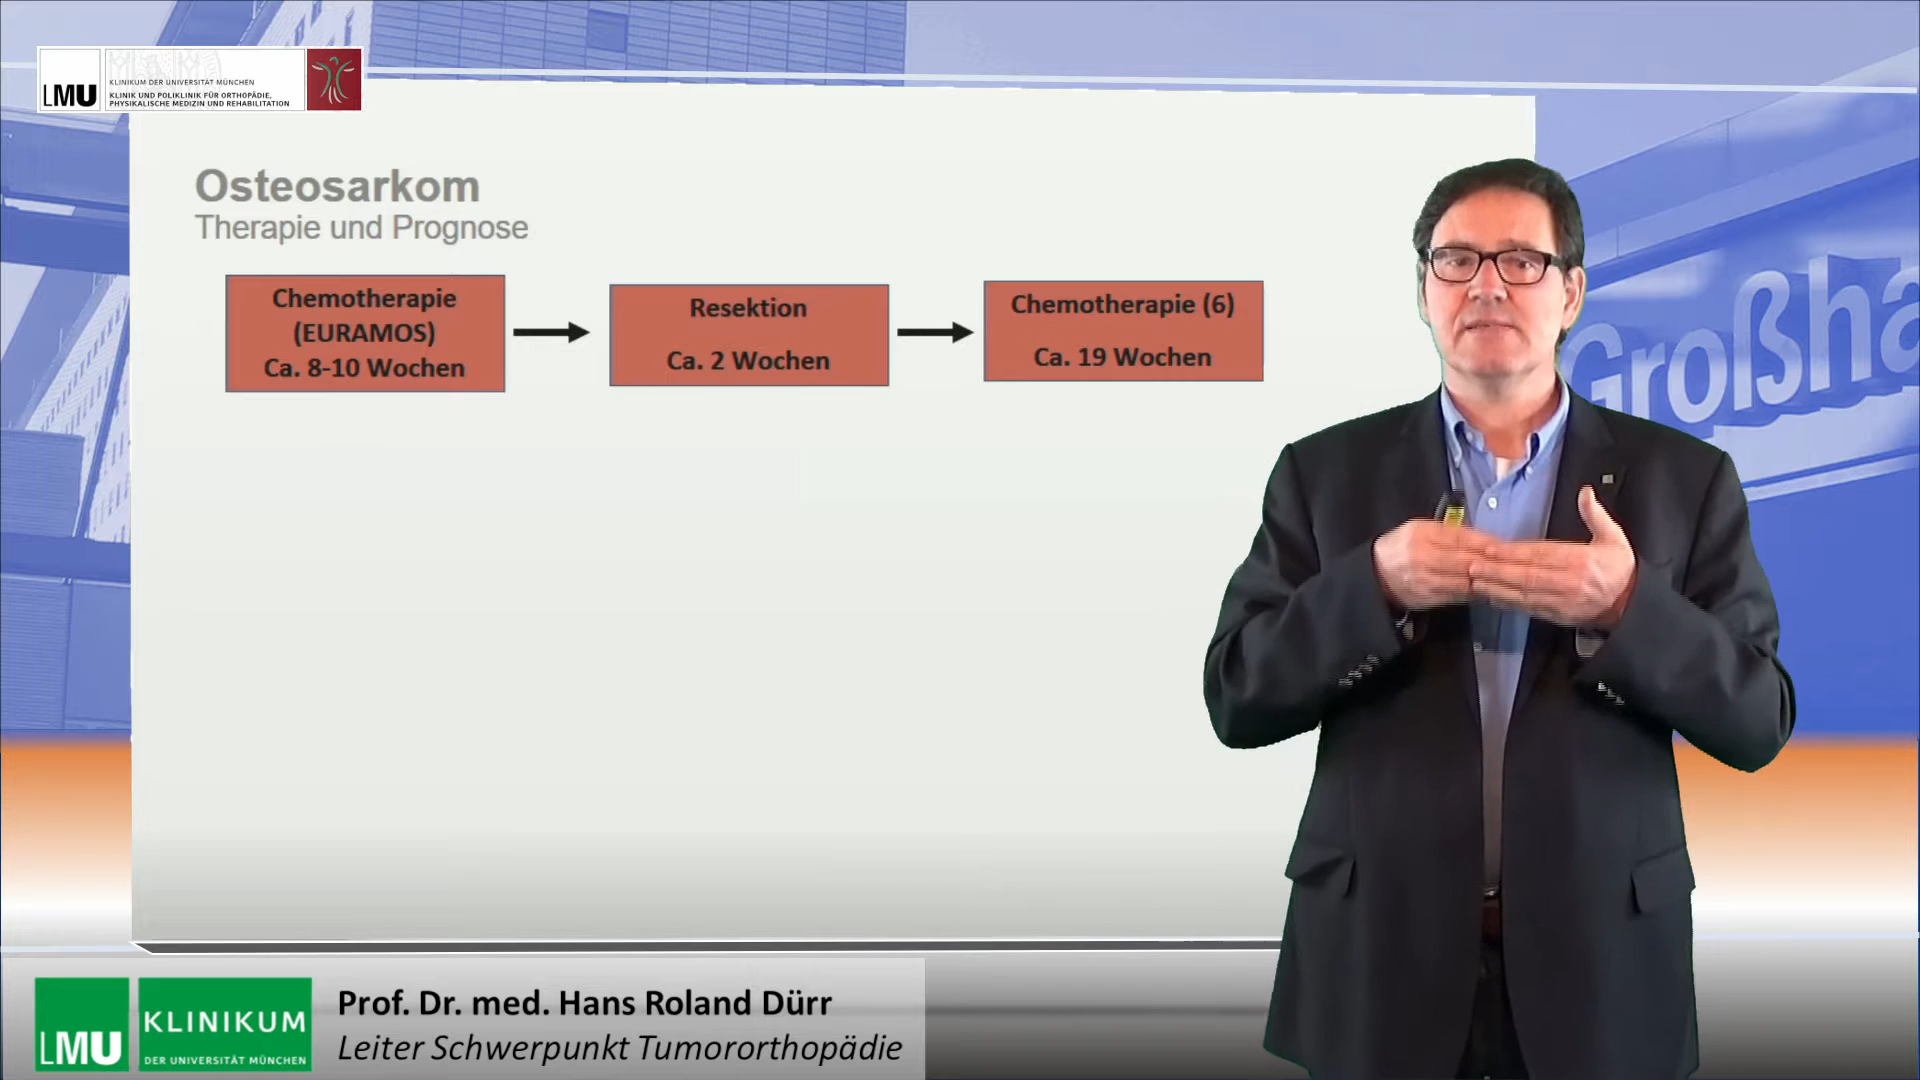 LMU
KLINIKUM DER UNIVERSITÄT MÜNCHEN
KLINIK UND POLIKLINIK FÜR ORTHOPÄDIE,
PHYSIKALISCHE MEDIZIN UND REHABILITATION
Osteosarkom
Therapie und Prognose
Chemotherapie
(EURAMOS)
Ca. 8-10 Wochen
Resektion
Ca. 2 Wochen
Chemotherapie (6)
Ca. 19 Wochen
Großha
LMU
KLINIKUM
DER UNIVERSITÄT MÜNCHEN
Prof. Dr. med. Hans Roland Dürr
Leiter Schwerpunkt Tumororthopädie